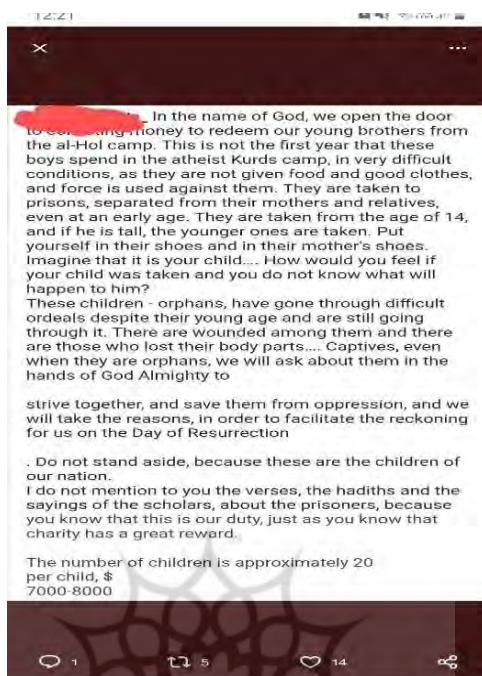 12:21
In the name of God, we open the door
money to redeem our young brothers from
the al-Hol camp. This is not the first year that these
boys spend in the atheist Kurds camp, in very difficult
conditions, as they are not given food and good clothes,
and force is used against them. They are taken to
prisons, separated from their mothers and relatives,
even at an early age. They are taken from the age of 14,
and if he is tall, the younger ones are taken. Put
yourself in their shoes and in their mother's shoes.
Imagine that it is your child.... How would you feel if
your child was taken and you do not know what will
happen to him?
These children - orphans, have gone through difficult
ordeals despite their young age and are still going
through it. There are wounded among them and there
are those who lost their body parts.... Captives, even
when they are orphans, we will ask about them in the
hands of God Almighty to
strive together, and save them from oppression, and we
will take the reasons, in order to facilitate the reckoning
for us on the Day of Resurrection
. Do not stand aside, because these are the children of
our nation.
I do not mention to you the verses, the hadiths and the
sayings of the scholars, about the prisoners, because
you know that this is our duty, just as you know that
charity has a great reward.
The number of children is approximately 20
per child, $
7000-8000
1 5 14